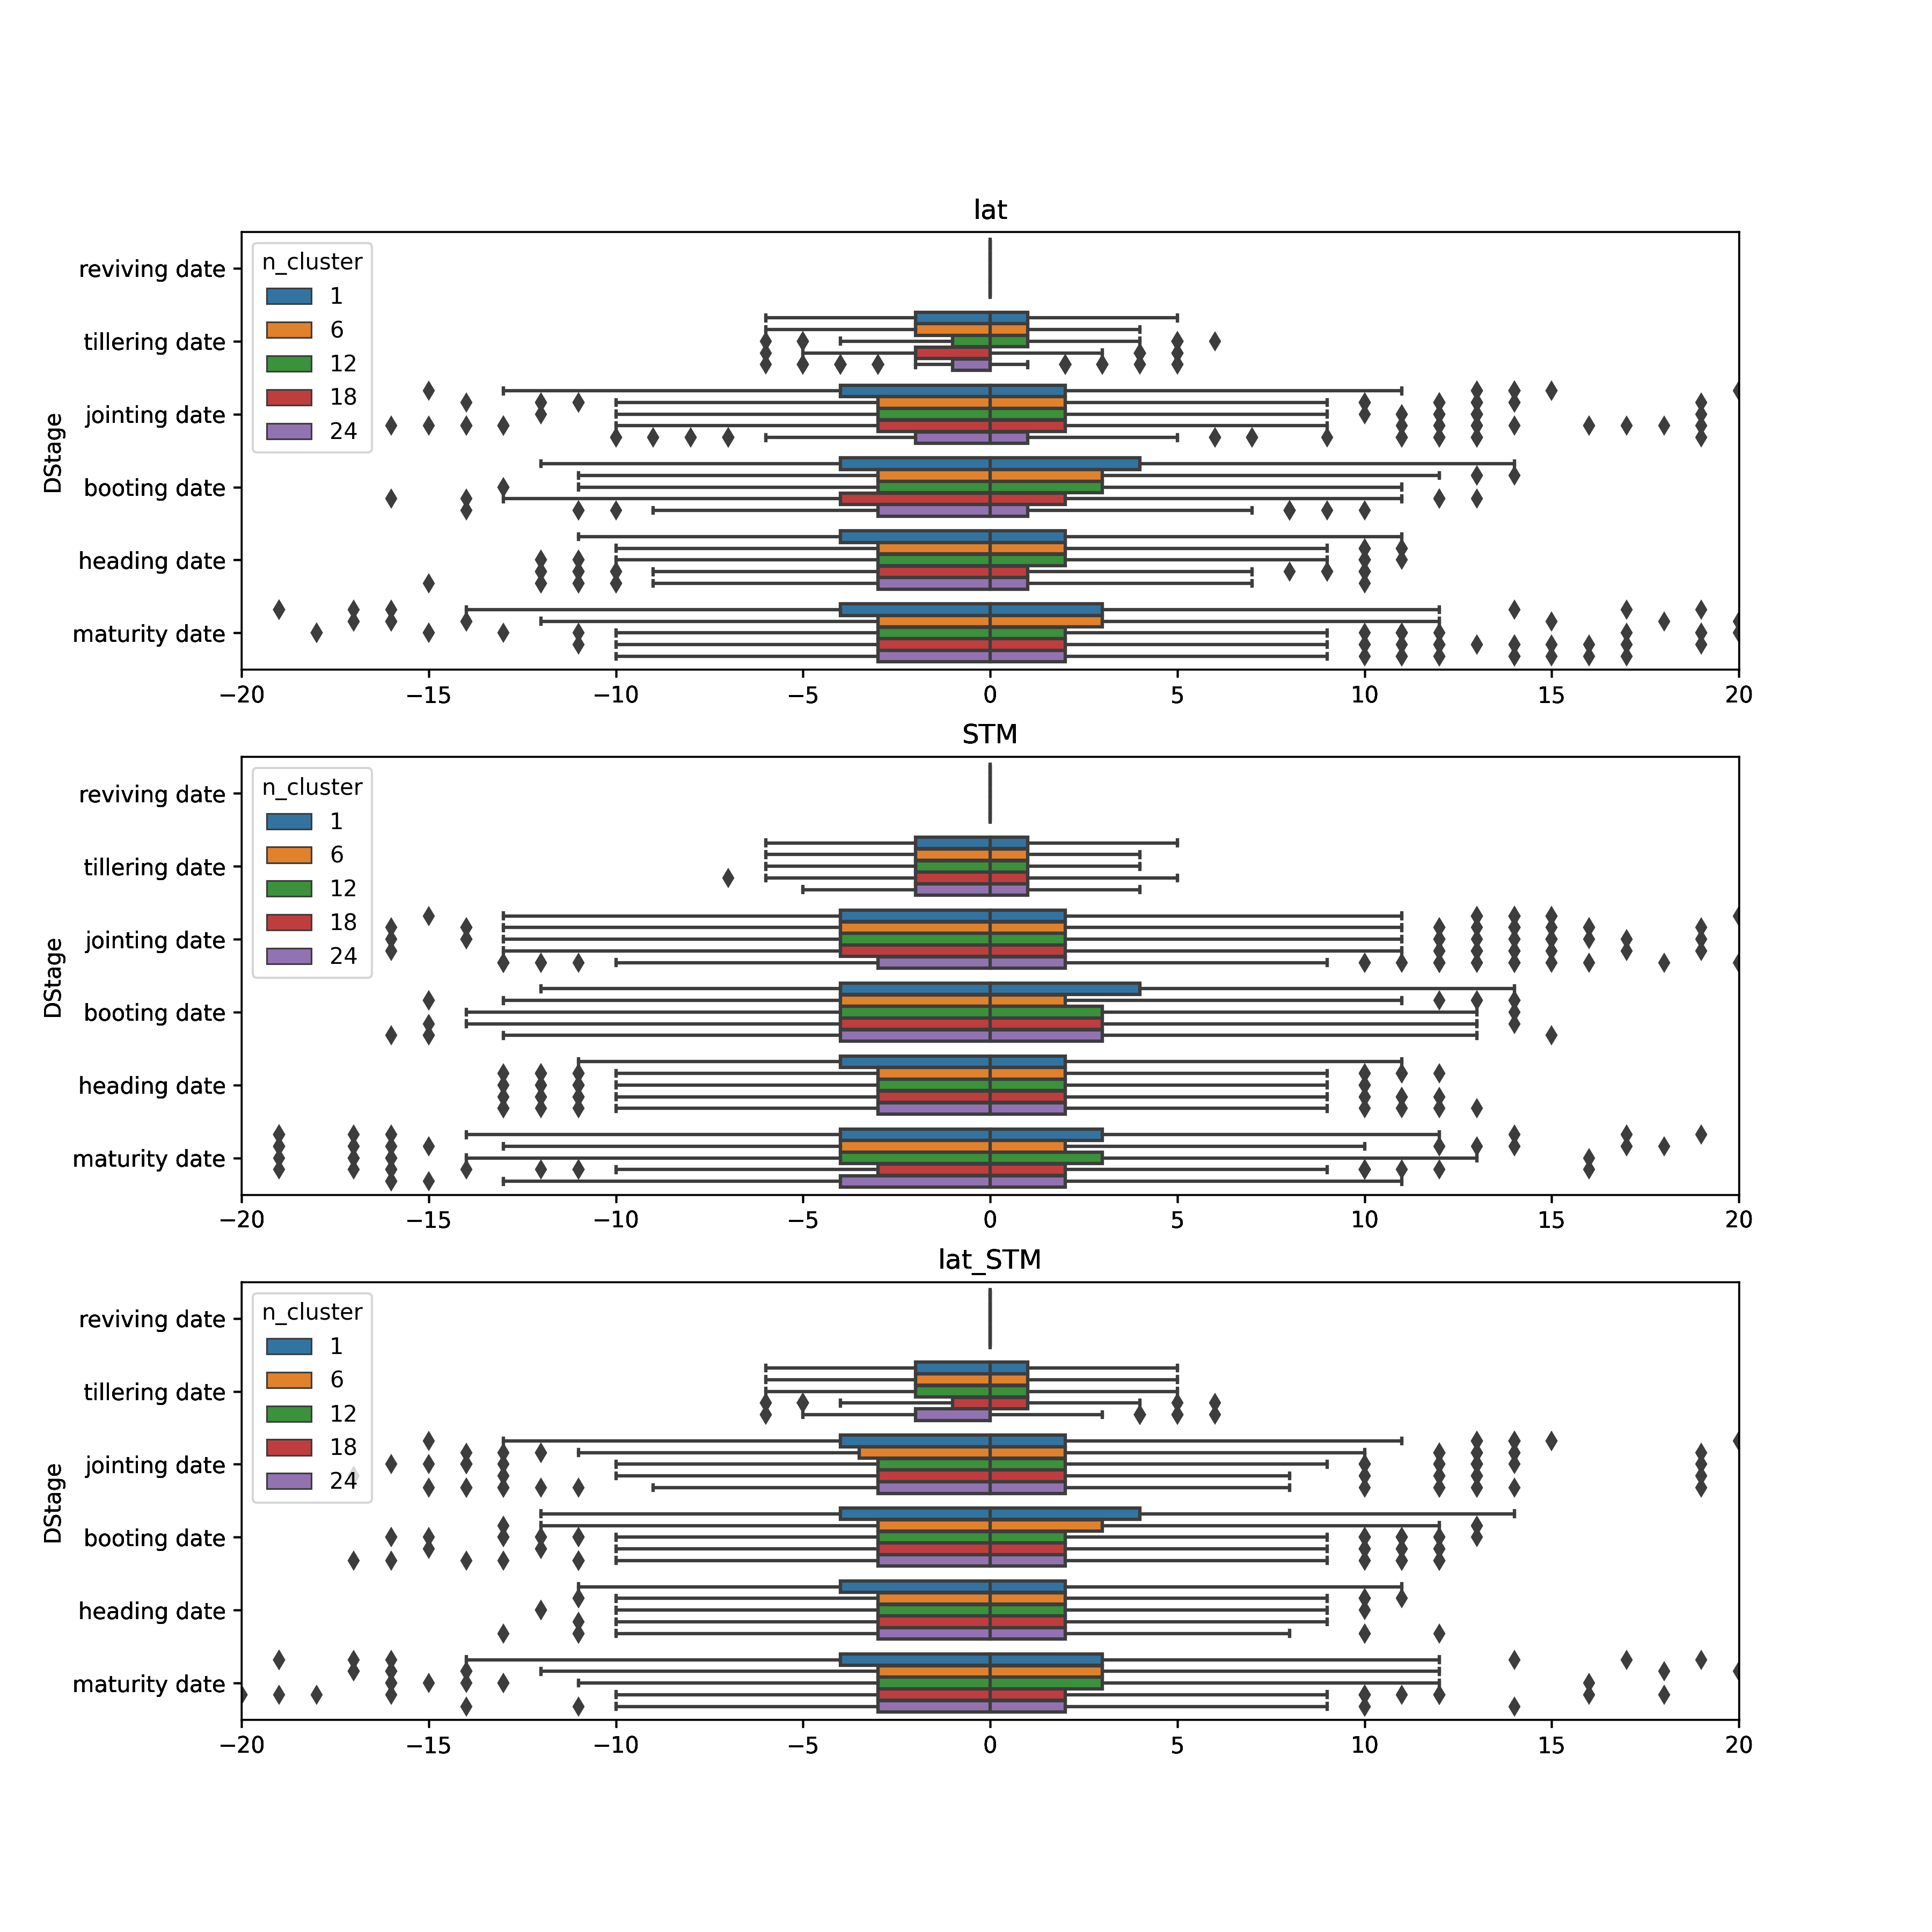 lat
n_cluster
1
6
12
18
24
DStage
reviving date
tillering date
jointing date
booting date
heading date
maturity date
−20 −15 −10 −5 0 5 10 15 20
STM
n_cluster
1
6
12
18
24
DStage
reviving date
tillering date
jointing date
booting date
heading date
maturity date
−20 −15 −10 −5 0 5 10 15 20
lat_STM
n_cluster
1
6
12
18
24
DStage
reviving date
tillering date
jointing date
booting date
heading date
maturity date
−20 −15 −10 −5 0 5 10 15 20